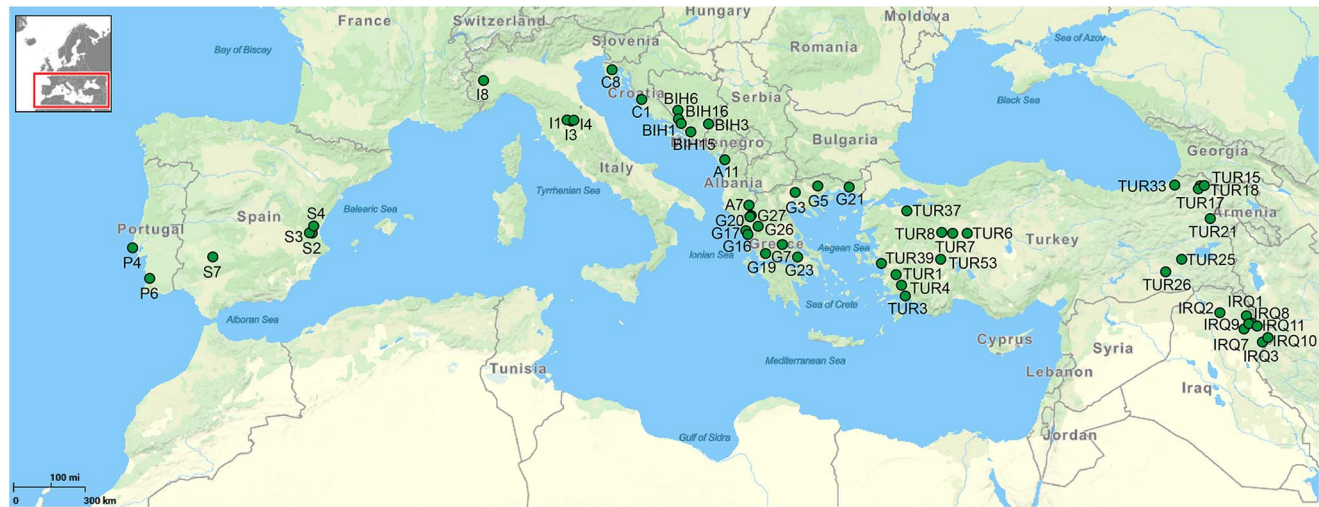 Hungary
Moldova
France
Switzerland
Slovenia
Sea of Azov
Bay of Biscay
Romania
C8
I8
Croatia
BIH6
Serbia
Black Sea
C1
BIH16
I1
I4
BIH1
BIH3
I3
BIH15
Montenegro
Bulgaria
Georgia
A11
Italy
TUR15
Albania
TUR33
TUR18
Tyrrhenian Sea
G3
G5
G21
TUR17
Balearic Sea
A7
S4
Spain
G20
G27
TUR37
Armenia
Portugal
S3
G17
G26
TUR8
TUR6
TUR21
S2
G16
Greece
Aegean Sea
TUR7
Turkey
P4
Ionian Sea
G7
TUR39
TUR53
TUR25
S7
G19
G23
TUR1
TUR26
P6
TUR4
Sea of Crete
TUR3
IRQ2
IRQ1
Alboran Sea
IRQ8
IRQ9
IRQ11
Cyprus
IRQ7
IRQ10
Syria
IRQ3
Mediterranean Sea
Tunisia
Lebanon
Iraq
Gulf of Sidra
Jordan
100 mi
0
300 km